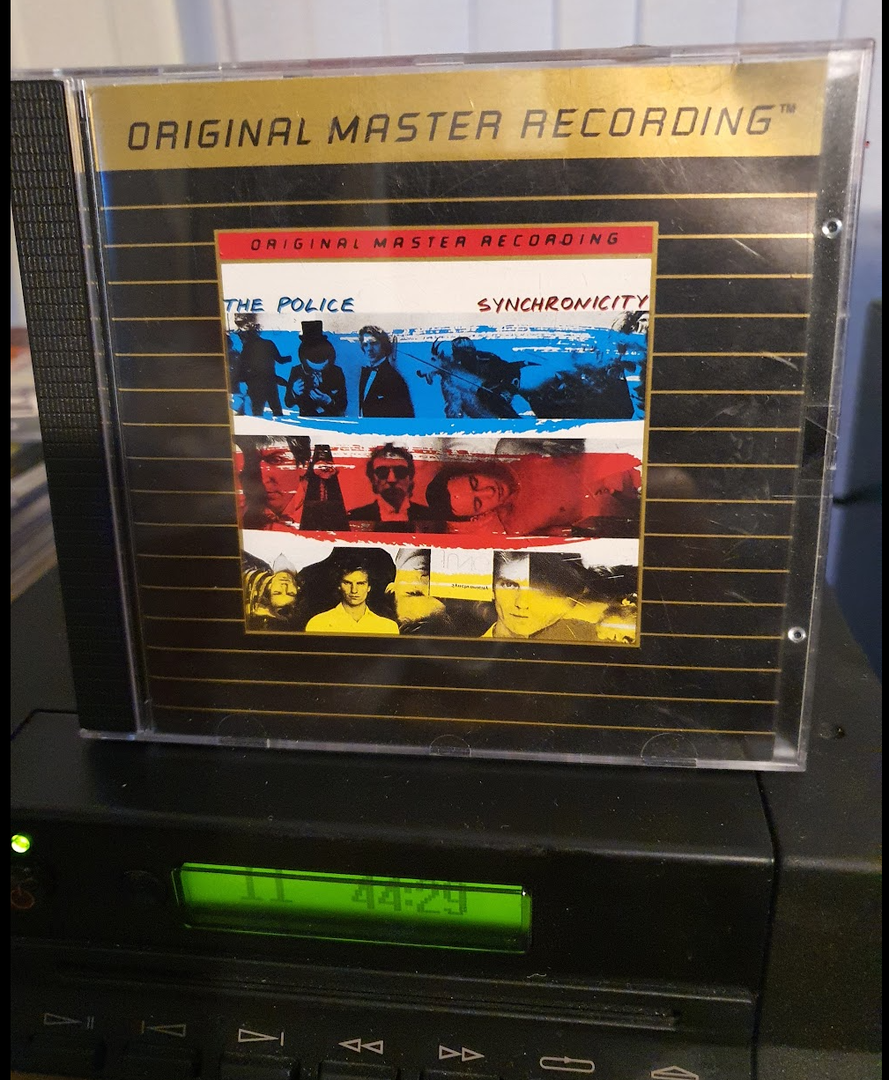 ORIGINAL MASTER RECORDING™
ORIGINAL MASTER RECORDING
THE POLICE SYNCHRONICITY
11 44:29